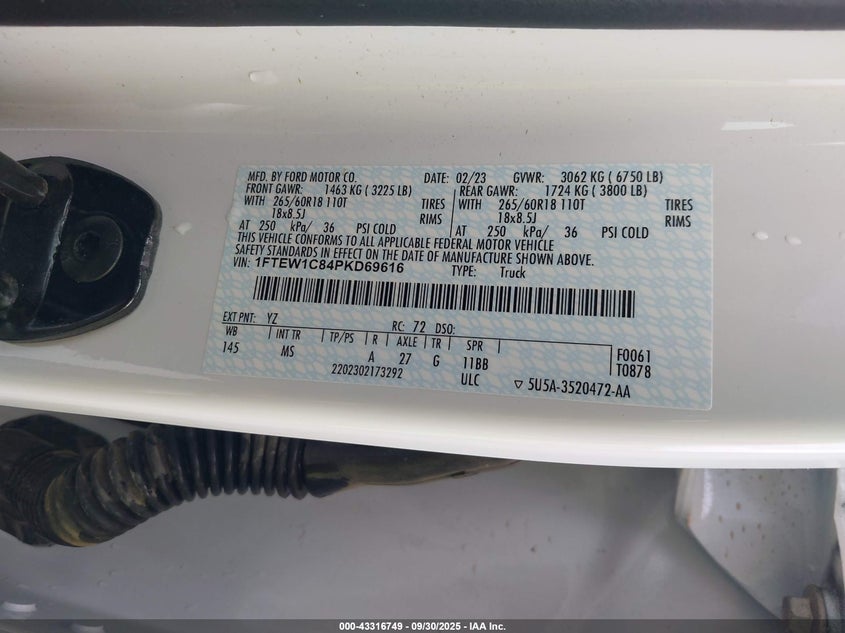 MFD. BY FORD MOTOR CO. DATE: 02/23 GVWR: 3062 KG ( 6750 LB)
FRONT GAWR: 1463 KG ( 3225 LB) REAR GAWR: 1724 KG ( 3800 LB)
WITH 265/60R18 110T TIRES WITH 265/60R18 110T TIRES
18x8.5J RIMS 18x8.5J RIMS
AT 250 kPa/ 36 PSI COLD AT 250 kPa/ 36 PSI COLD
THIS VEHICLE CONFORMS TO ALL APPLICABLE FEDERAL MOTOR VEHICLE
SAFETY STANDARDS IN EFFECT ON THE DATE OF MANUFACTURE SHOWN ABOVE.
VIN: 1FTEW1C84PKD69616 TYPE: Truck
EXT PNT: YZ RC: 72 DSO:
WB INT TR TP/PS R AXLE TR SPR F0061
145 MS A 27 G 11BB T0878
2202302173292 ULC ▽ 5U5A-3520472-AA
000-43316749 - 09/30/2025 - IAA Inc.